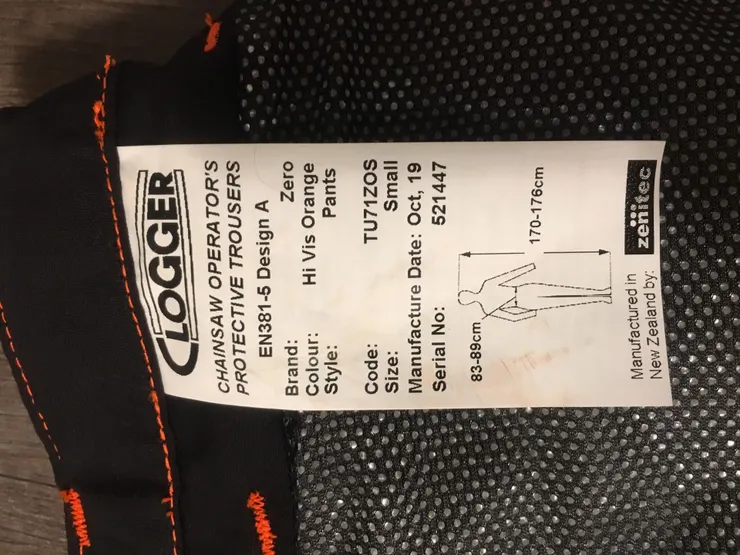 CLOGGER
CHAINSAW OPERATOR'S
PROTECTIVE TROUSERS
EN381-5 Design A
Brand: Zero
Colour: Hi Vis Orange
Style: Pants
Code: TU71ZOS
Size: Small
Manufacture Date: Oct, 19
Serial No: 521447
83-89cm
170-176cm
Manufactured in
New Zealand by:
zenitec